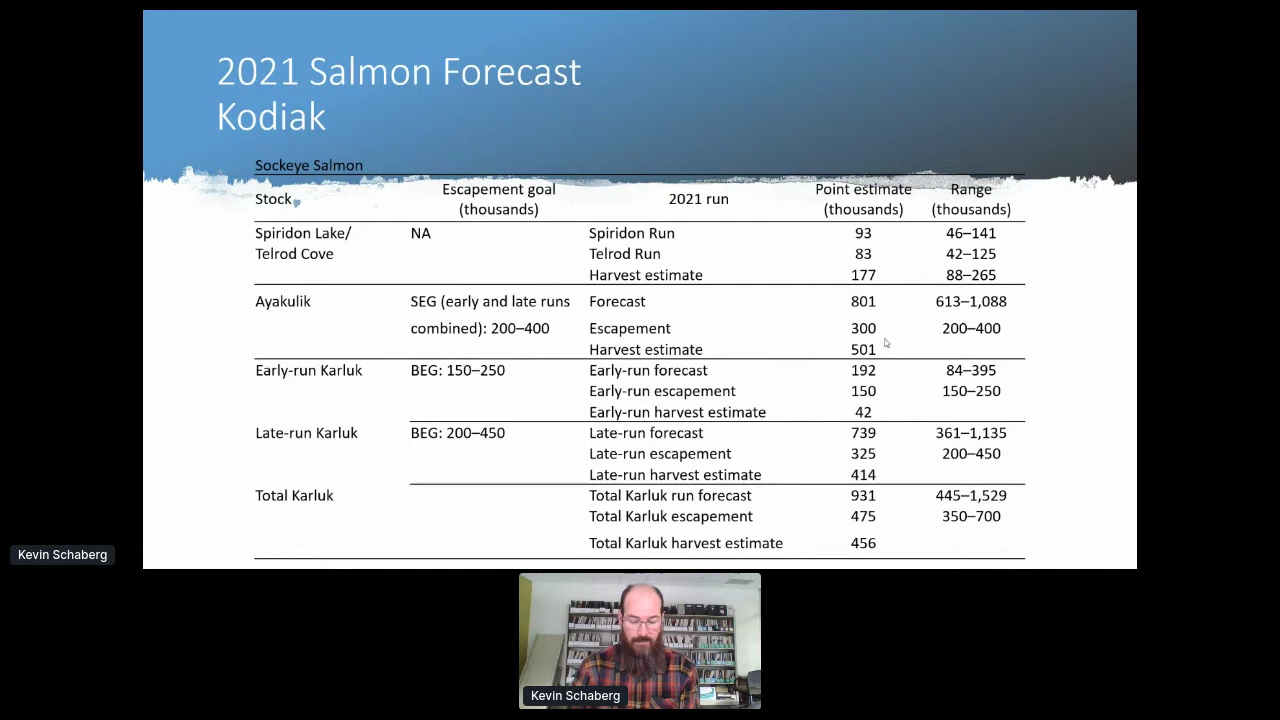 2021 Salmon Forecast
Kodiak
Sockeye Salmon
Stock Escapement goal (thousands) 2021 run Point estimate (thousands) Range (thousands)
Spiridon Lake/ NA Spiridon Run 93 46–141
Telrod Cove Telrod Run 83 42–125
Harvest estimate 177 88–265
Ayakulik SEG (early and late runs Forecast 801 613–1,088
combined): 200–400 Escapement 300 200–400
Harvest estimate 501
Early-run Karluk BEG: 150–250 Early-run forecast 192 84–395
Early-run escapement 150 150–250
Early-run harvest estimate 42
Late-run Karluk BEG: 200–450 Late-run forecast 739 361–1,135
Late-run escapement 325 200–450
Late-run harvest estimate 414
Total Karluk Total Karluk run forecast 931 445–1,529
Total Karluk escapement 475 350–700
Total Karluk harvest estimate 456
Kevin Schaberg
Kevin Schaberg